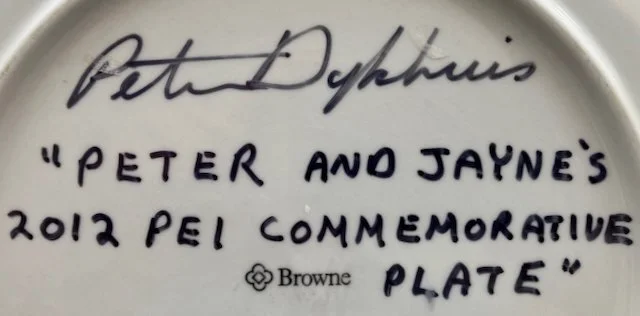 Peter Dykhuis
"PETER AND JAYNE'S
2012 PEI COMMEMORATIVE
Browne PLATE"